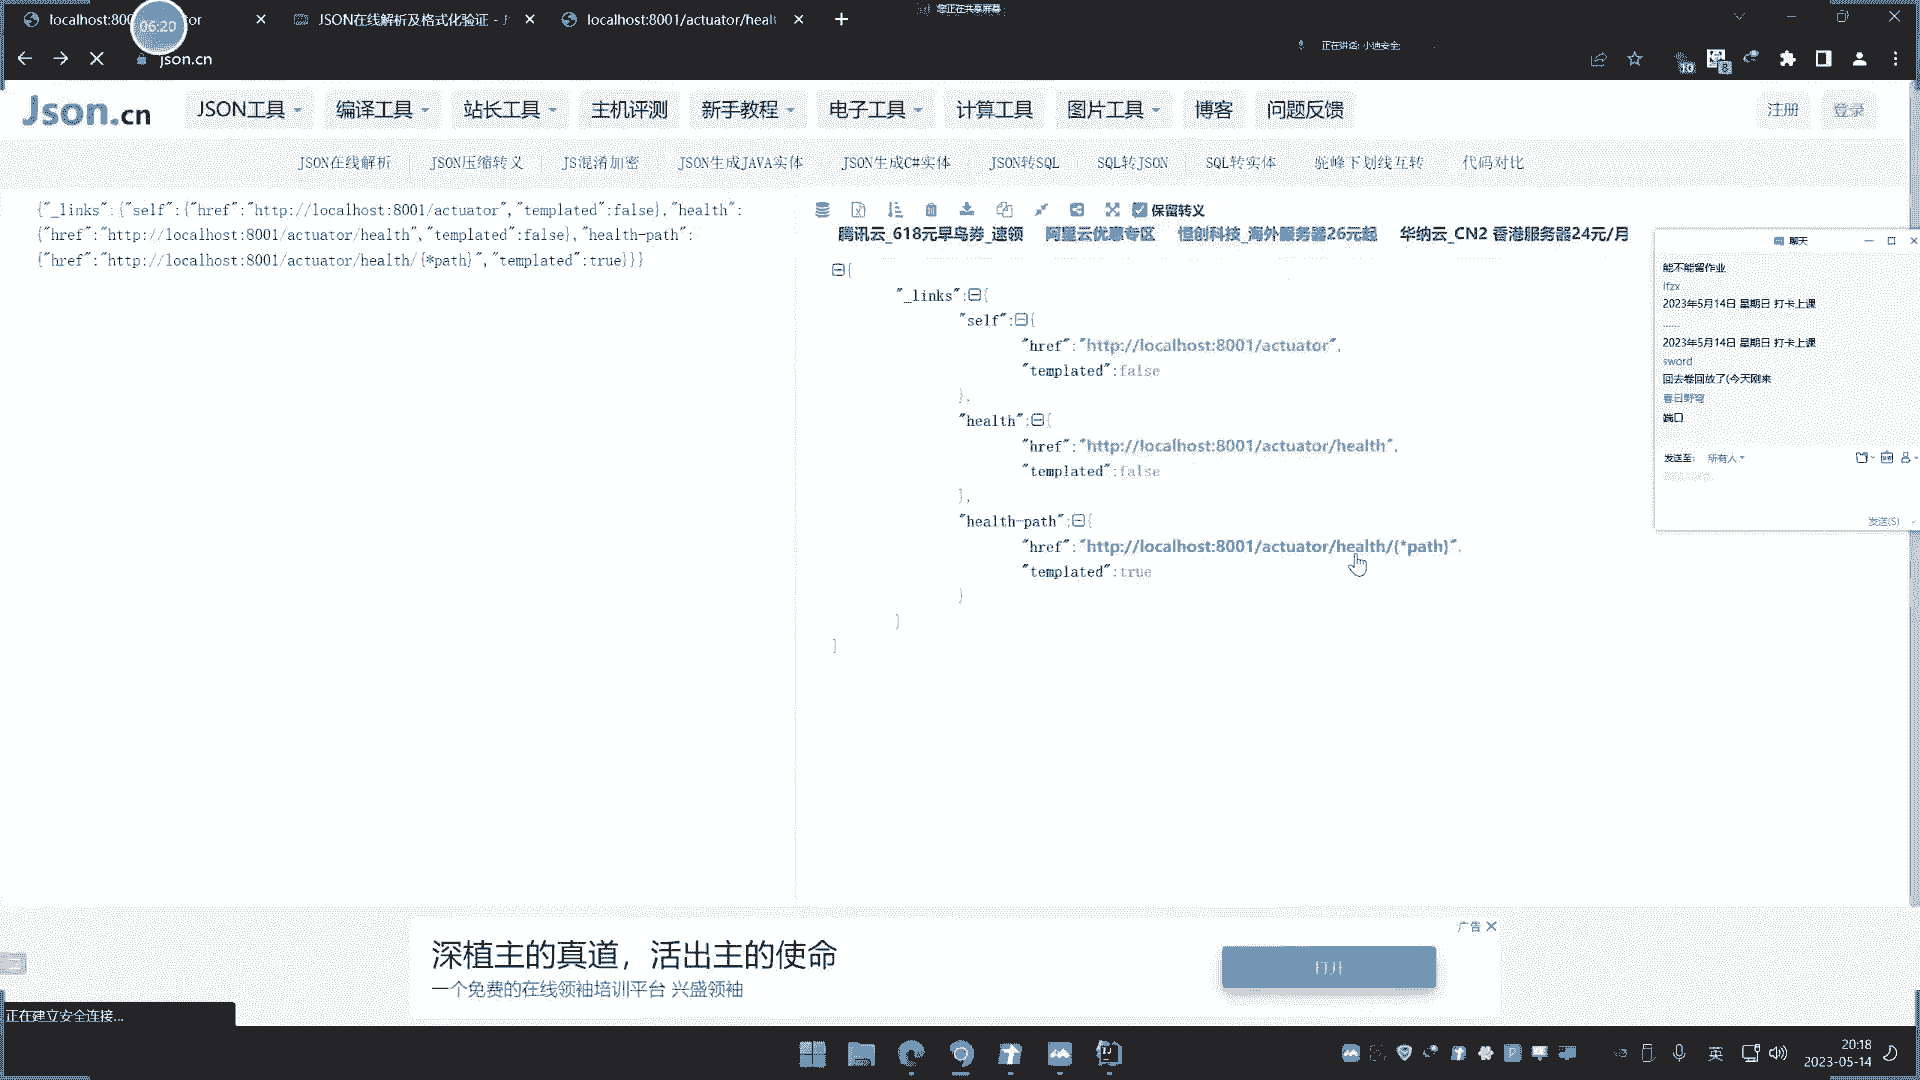 localhost:800
or
06:20
JSON在线解析及格式化验证 - J
localhost:8001/actuator/healt
您正在共享屏幕
正在讲话: 小迪安全;
json.cn
10
8
Json.cn
JSON工具
编译工具
站长工具
主机评测
新手教程
电子工具
计算工具
图片工具
博客
问题反馈
注册
登录
JSON在线解析
JSON压缩转义
JS混淆加密
JSON生成JAVA实体
JSON生成C#实体
JSON转SQL
SQL转JSON
SQL转实体
驼峰下划线互转
代码对比
{"_links":{"self":{"href":"http://localhost:8001/actuator","templated":false},"health":
{"href":"http://localhost:8001/actuator/health","templated":false},"health-path":
{"href":"http://localhost:8001/actuator/health/{*path}","templated":true}}}
保留转义
腾讯云_618元早鸟券_速领
阿里云优惠专区
恒创科技_海外服务器26元起
华纳云_CN2 香港服务器24元/月
{
"_links":{
"self":{
"href":"http://localhost:8001/actuator",
"templated":false
},
"health":{
"href":"http://localhost:8001/actuator/health",
"templated":false
},
"health-path":{
"href":"http://localhost:8001/actuator/health/{*path}",
"templated":true
}
}
}
聊天
能不能留作业
lfzx
2023年5月14日 星期日 打卡上课
......
2023年5月14日 星期日 打卡上课
sword
回去卷回放了(今天刚来
春日野穹
端口
发送至:
所有人
发送(S)
广告
深植主的真道，活出主的使命
一个免费的在线领袖培训平台 兴盛领袖
打开
正在建立安全连接...
英
20:18
2023-05-14